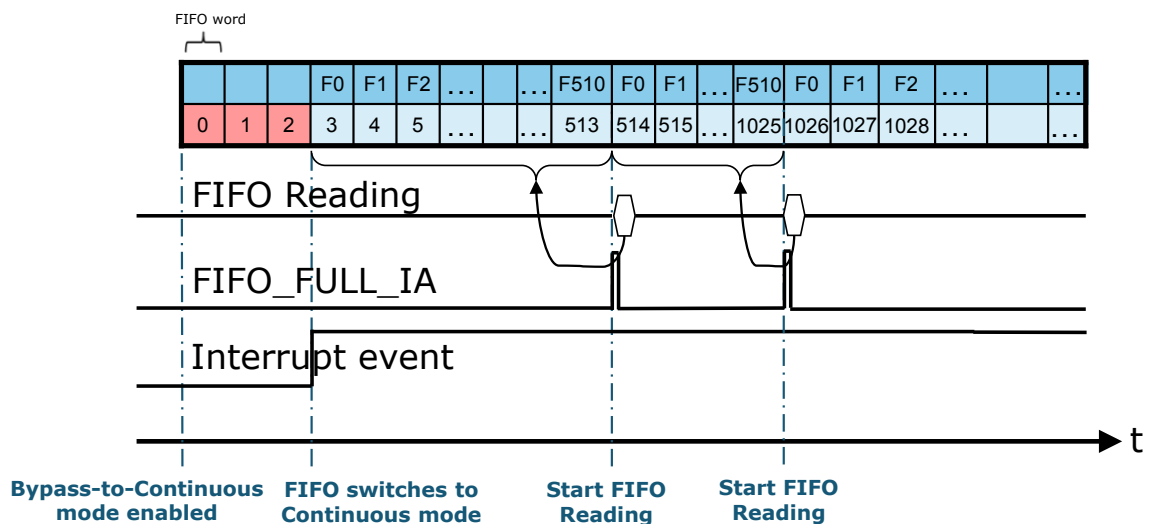 FIFO word
F0 F1 F2 ... ... F510 F0 F1 ... F510 F0 F1 F2 ... ...
0 1 2 3 4 5 ... ... 513 514 515 ... 1025 1026 1027 1028 ... ...
FIFO Reading
FIFO_FULL_IA
Interrupt event
t
Bypass-to-Continuous
mode enabled
FIFO switches to
Continuous mode
Start FIFO
Reading
Start FIFO
Reading